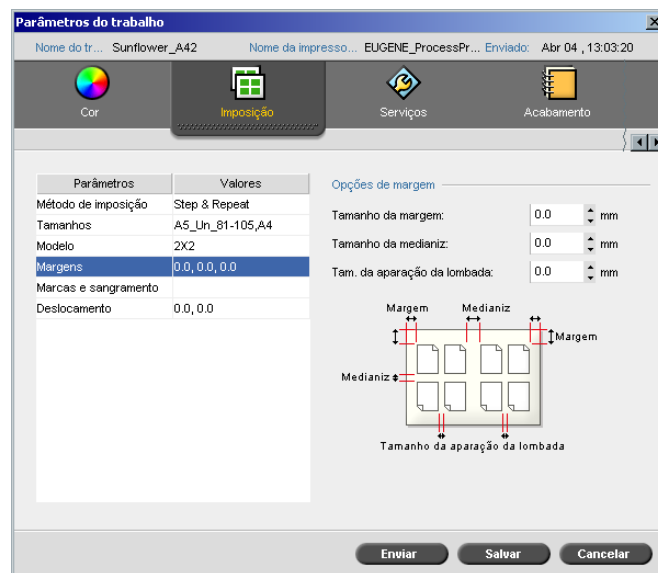 Parâmetros do trabalho
Nome do tr... Sunflower_A42 Nome da impresso... EUGENE_ProcessPr... Enviado: Abr 04 , 13:03:20
Cor Imposição Serviços Acabamento
Parâmetros Valores
Método de imposição Step & Repeat
Tamanhos A5_Un_81-105,A4
Modelo 2X2
Margens 0.0, 0.0, 0.0
Marcas e sangramento
Deslocamento 0.0, 0.0
Opções de margem
Tamanho da margem: 0.0 mm
Tamanho da medianiz: 0.0 mm
Tam. da aparação da lombada: 0.0 mm
Margem Medianiz
Margem
Medianiz
Tamanho da aparação da lombada
Enviar Salvar Cancelar